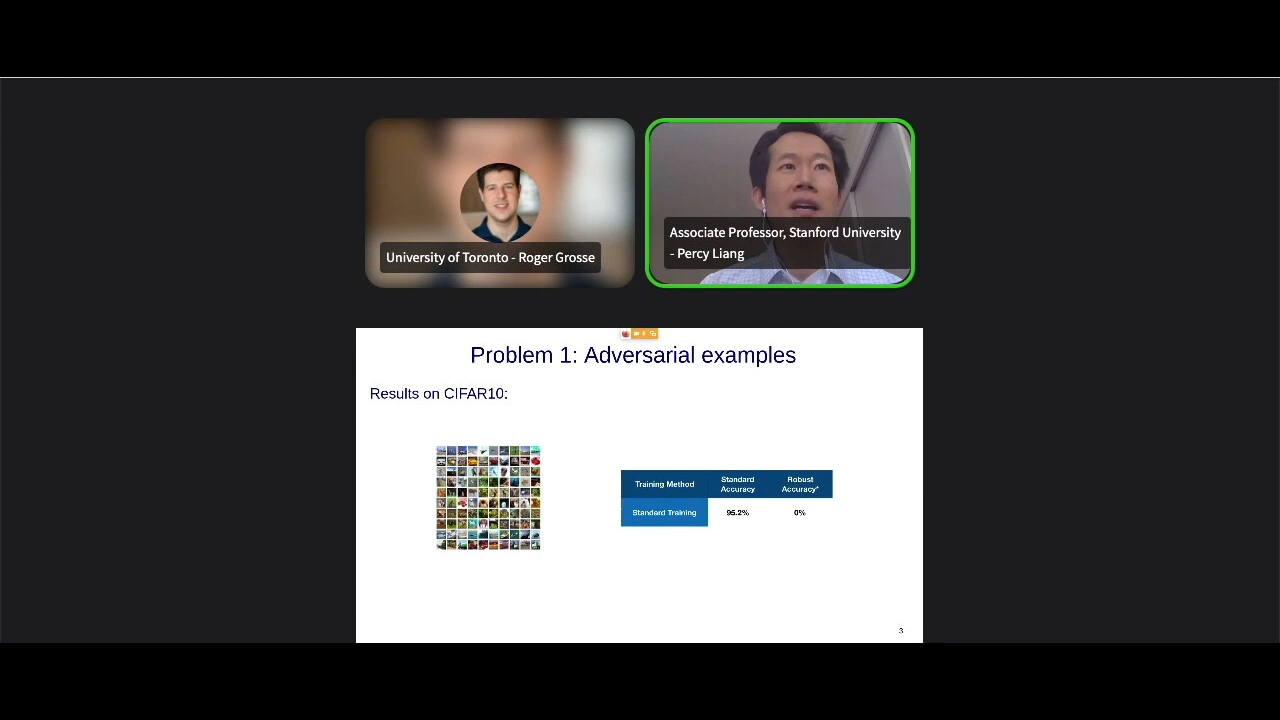 University of Toronto - Roger Grosse
Associate Professor, Stanford University
- Percy Liang
Problem 1: Adversarial examples
Results on CIFAR10:
Training Method
Standard
Accuracy
Robust
Accuracy*
Standard Training
95.2%
0%
3